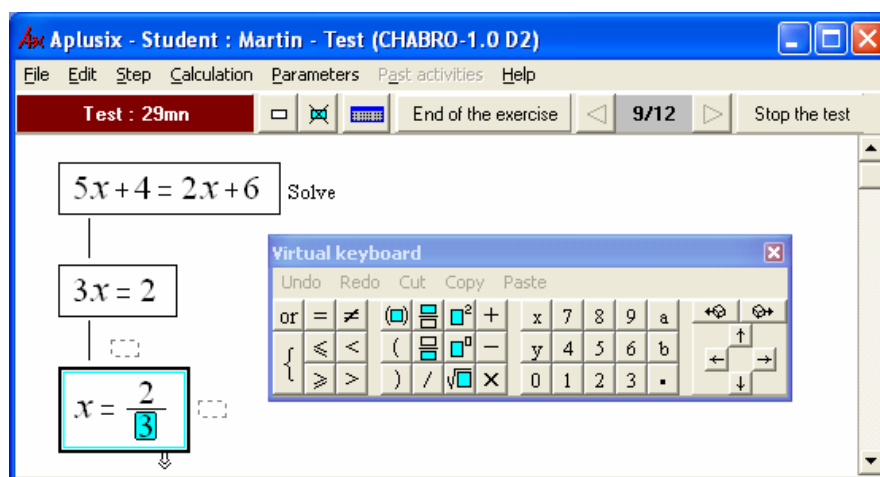 Aplusix - Student : Martin - Test (CHABRO-1.0 D2)
File Edit Step Calculation Parameters Past activities Help
Test : 29mn End of the exercise 9/12 Stop the test
5x+4 = 2x+6 Solve
3x = 2
x = 2/3
Virtual keyboard
Undo Redo Cut Copy Paste
or = ≠ (□) □² + x 7 8 9 a
{ ⩽ < ( □ⁿ − y 4 5 6 b
⩾ > ) / √□ × 0 1 2 3 .